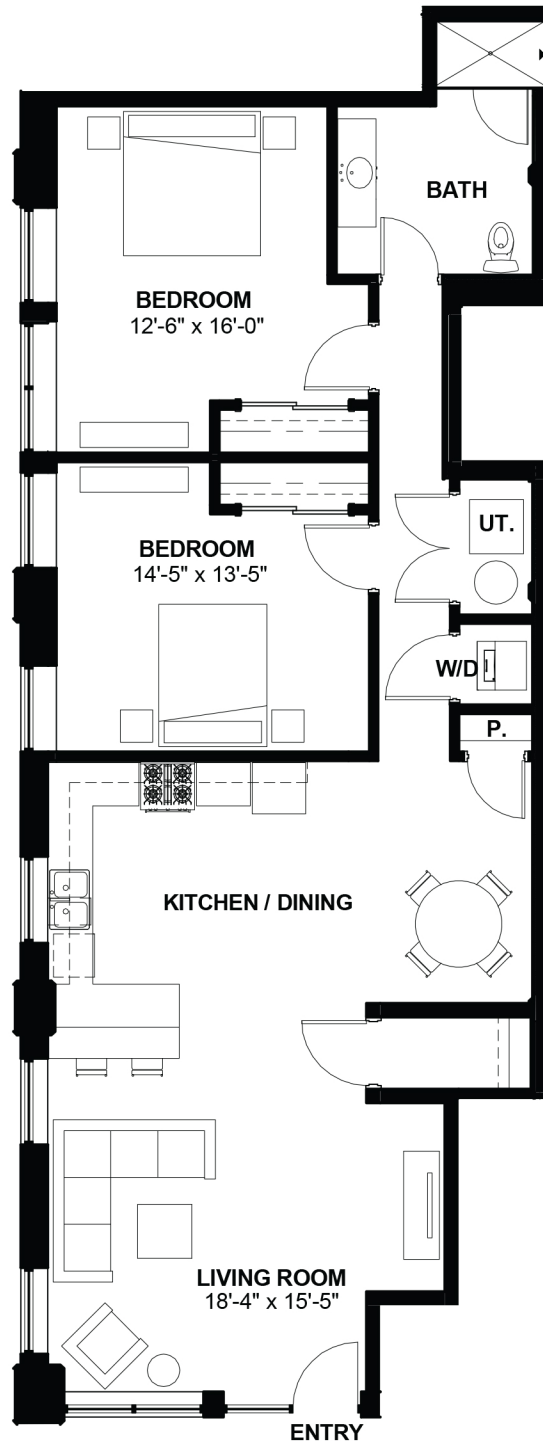 BATH
BEDROOM
12'-6" x 16'-0"
UT.
BEDROOM
14'-5" x 13'-5"
W/D
P.
KITCHEN / DINING
LIVING ROOM
18'-4" x 15'-5"
ENTRY